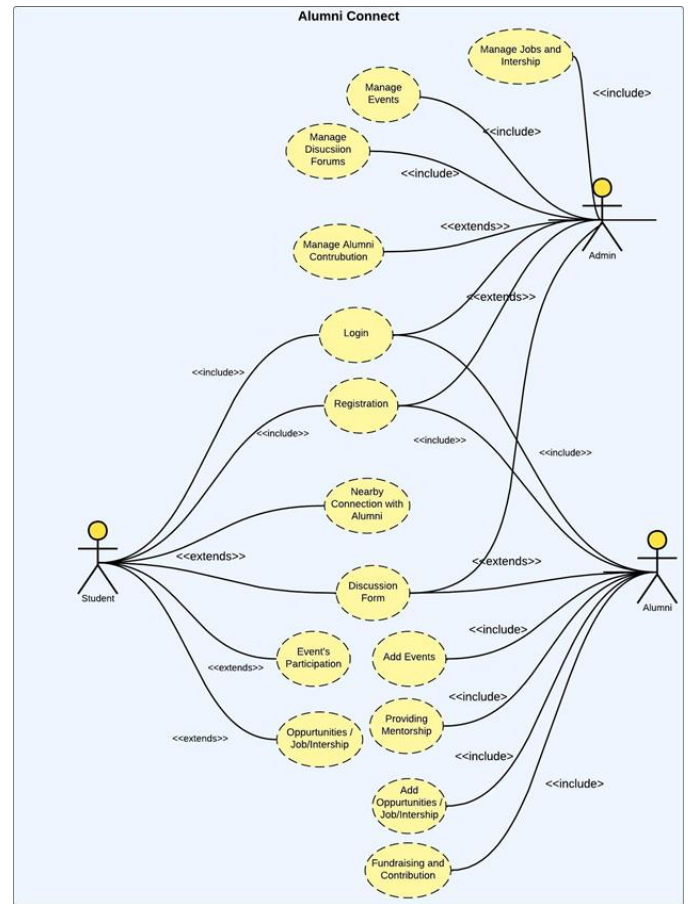 Alumni Connect
Manage Jobs and
Intership
<<include>
Manage
Events
<<include>
Manage
Disucsiion
Forums
<<include>
<<extends>>
Manage Alumni
Contrubution
Admin
<<extends>>
Login
<<include>>
Registration
<<include>>
<<include>>
<<include>>
Nearby
Connection with
Alumni
<<extends>>
<<extends>>
Discussion
Form
Student
Alumni
<<include>
Event's
Participation
Add Events
<<extends>>
<<include>
Providing
Mentorship
<<extends>>
Oppurtunities /
Job/Intership
<<include>
Add
Oppurtunities /
Job/Intership
<<include>>
Fundraising and
Contribution